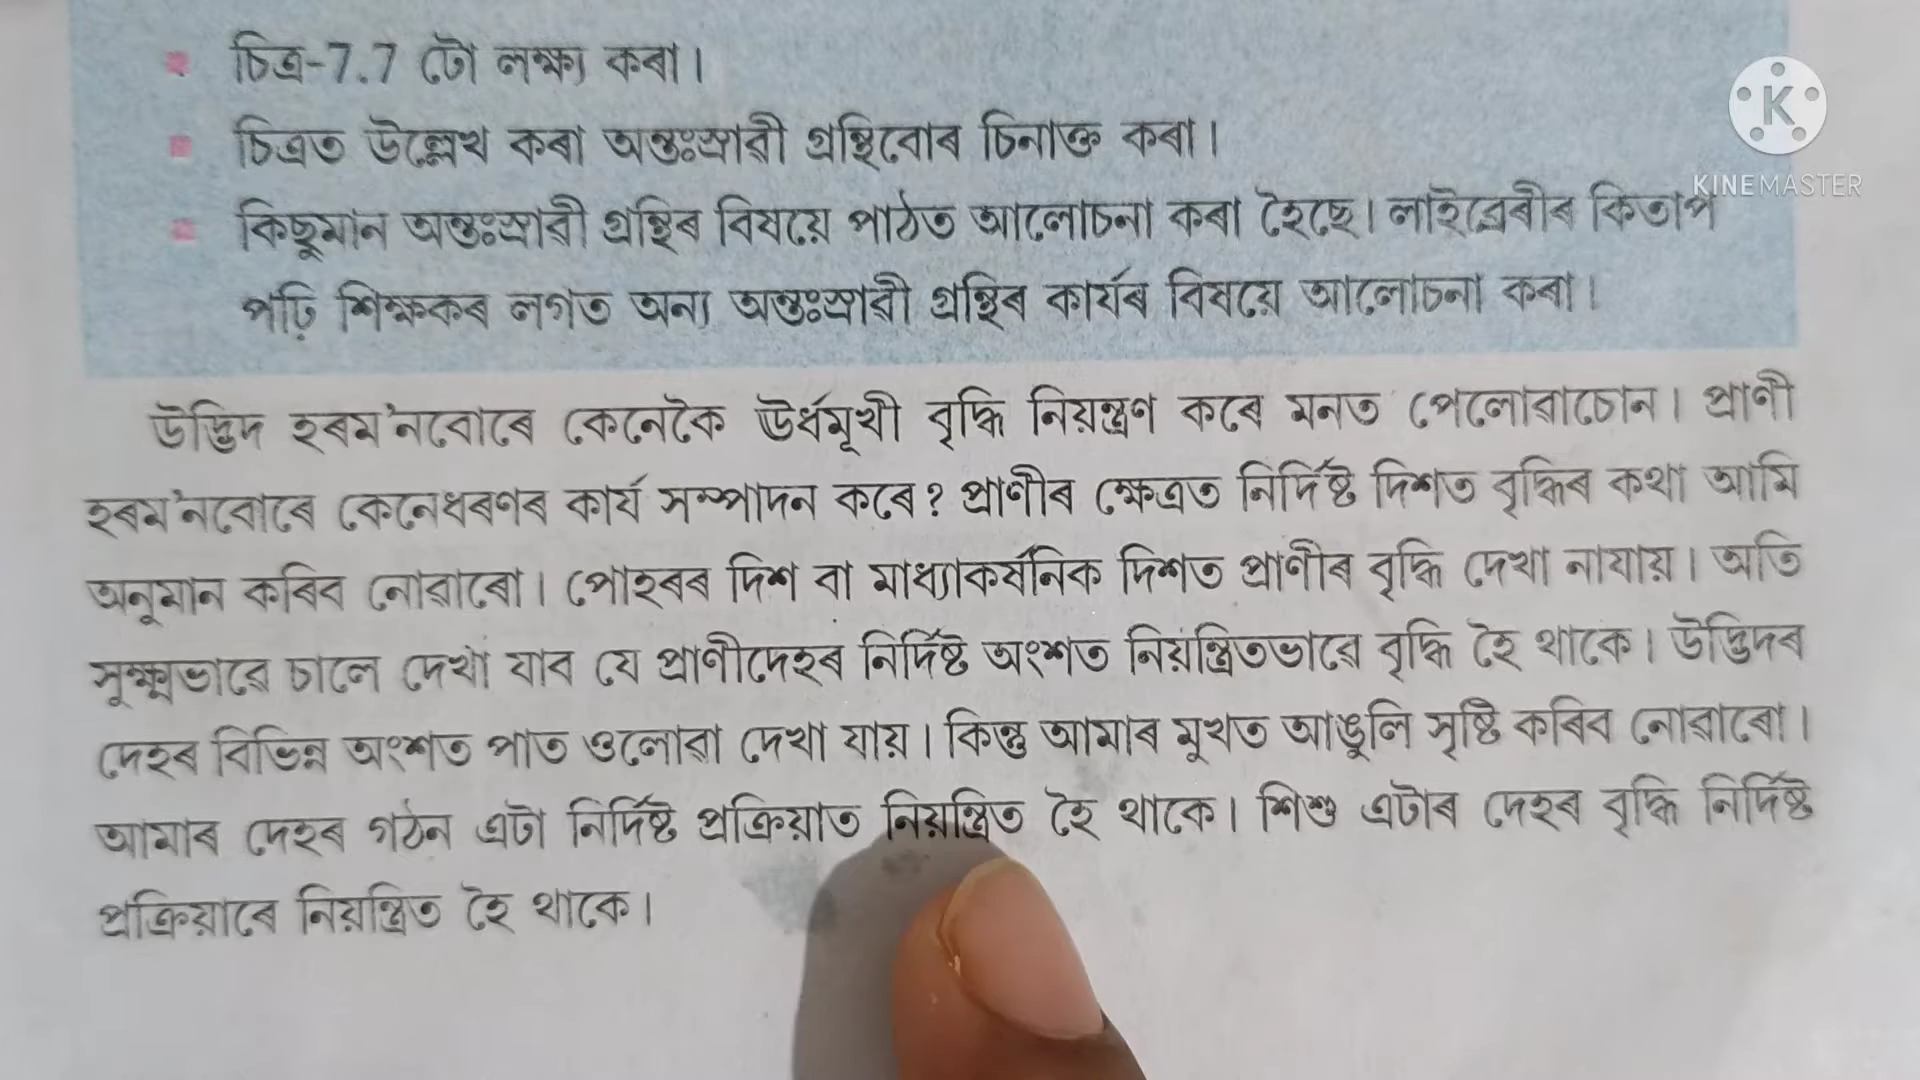 চিত্ৰ-7.7 টো লক্ষ্য কৰা।
চিত্ৰত উল্লেখ কৰা অন্তঃস্ৰাৱী গ্ৰন্থিবোৰ চিনাক্ত কৰা।
কিছুমান অন্তঃস্ৰাৱী গ্ৰন্থিৰ বিষয়ে পাঠত আলোচনা কৰা হৈছে। লাইব্ৰেৰীৰ কিতাপ
পঢ়ি শিক্ষকৰ লগত অন্য অন্তঃস্ৰাৱী গ্ৰন্থিৰ কাৰ্যৰ বিষয়ে আলোচনা কৰা।
উদ্ভিদ হৰম'নবোৰে কেনেকৈ ঊৰ্ধমূখী বৃদ্ধি নিয়ন্ত্ৰণ কৰে মনত পেলোৱাচোন। প্ৰাণী
হৰম'নবোৰে কেনেধৰণৰ কাৰ্য সম্পাদন কৰে? প্ৰাণীৰ ক্ষেত্ৰত নিৰ্দিষ্ট দিশত বৃদ্ধিৰ কথা আমি
অনুমান কৰিব নোৱাৰো। পোহৰৰ দিশ বা মাধ্যাকৰ্ষনিক দিশত প্ৰাণীৰ বৃদ্ধি দেখা নাযায়। অতি
সূক্ষ্মভাৱে চালে দেখা যাব যে প্ৰাণীদেহৰ নিৰ্দিষ্ট অংশত নিয়ন্ত্ৰিতভাৱে বৃদ্ধি হৈ থাকে। উদ্ভিদৰ
দেহৰ বিভিন্ন অংশত পাত ওলোৱা দেখা যায়। কিন্তু আমাৰ মুখত আঙুলি সৃষ্টি কৰিব নোৱাৰো।
আমাৰ দেহৰ গঠন এটা নিৰ্দিষ্ট প্ৰক্ৰিয়াত নিয়ন্ত্ৰিত হৈ থাকে। শিশু এটাৰ দেহৰ বৃদ্ধি নিৰ্দিষ্ট
প্ৰক্ৰিয়াৰে নিয়ন্ত্ৰিত হৈ থাকে।
K
KINEMASTER